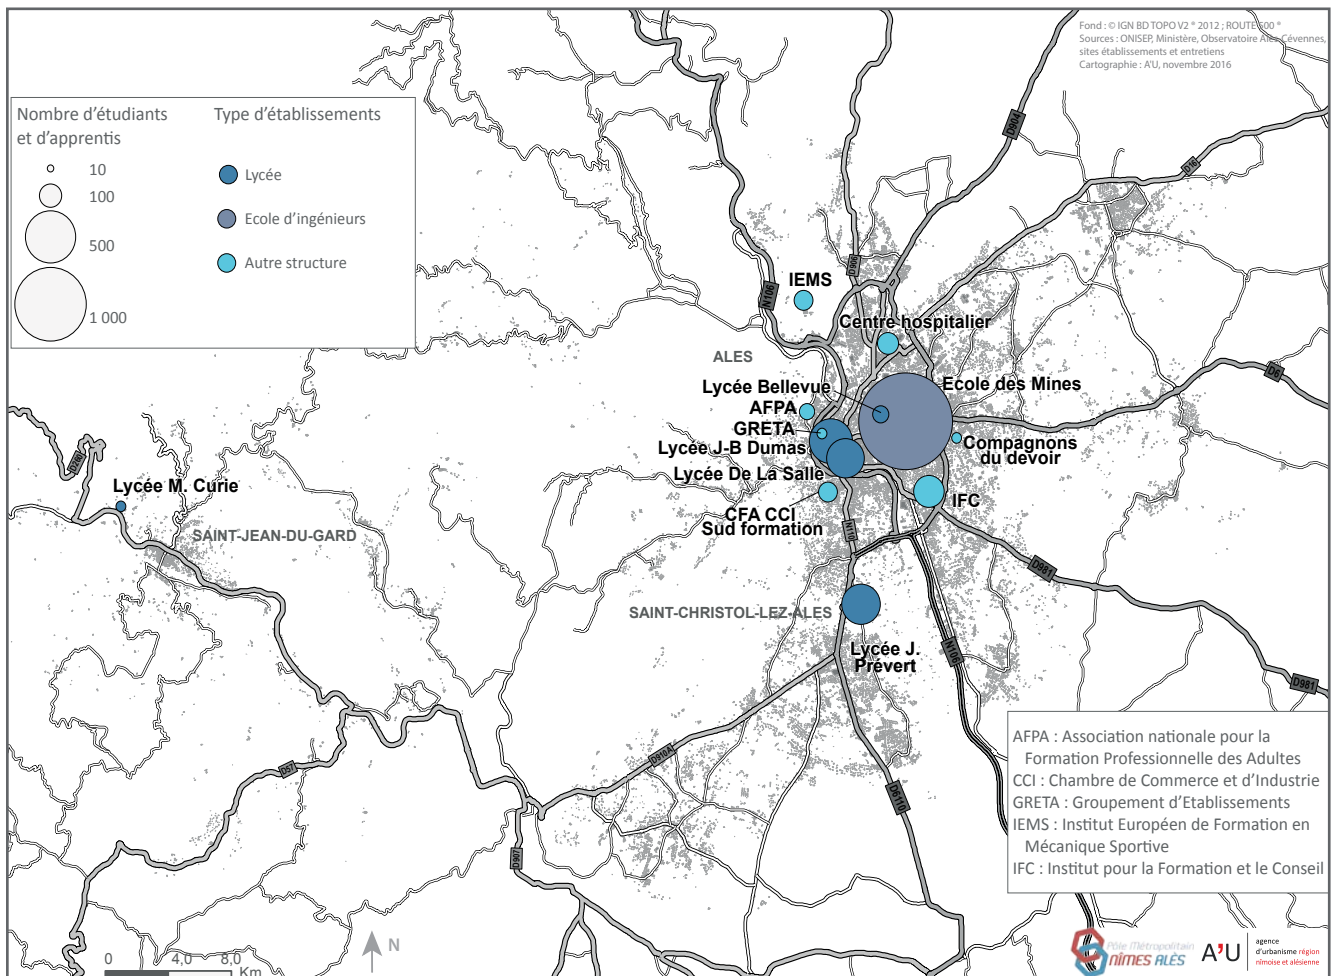 Fond : © IGN BD TOPO V2 ® 2012 ; ROUTE 500 ®
Sources : ONISEP, Ministère, Observatoire Alès Cévennes,
sites établissements et entretiens
Cartographie : A'U, novembre 2016
Nombre d'étudiants
et d'apprentis
10
100
500
1 000
Type d'établissements
Lycée
Ecole d'ingénieurs
Autre structure
D904
D16
D906
N106
IEMS
Centre hospitalier
ALES
Lycée Bellevue
Ecole des Mines
D6
AFPA
GRETA
Lycée J-B Dumas
Compagnons
du devoir
Lycée De La Salle
D260
Lycée M. Curie
CFA CCI
Sud formation
IFC
SAINT-JEAN-DU-GARD
N110
D981
SAINT-CHRISTOL-LEZ-ALES
Lycée J.
Prévert
N106
D981
D910A
D57
D6110
D907
AFPA : Association nationale pour la
Formation Professionnelle des Adultes
CCI : Chambre de Commerce et d'Industrie
GRETA : Groupement d'Etablissements
IEMS : Institut Européen de Formation en
Mécanique Sportive
IFC : Institut pour la Formation et le Conseil
N
0 4,0 8,0
Km
Pôle Métropolitain
NÎMES ALÈS
A'U
agence
d'urbanisme région
nîmoise et alésienne